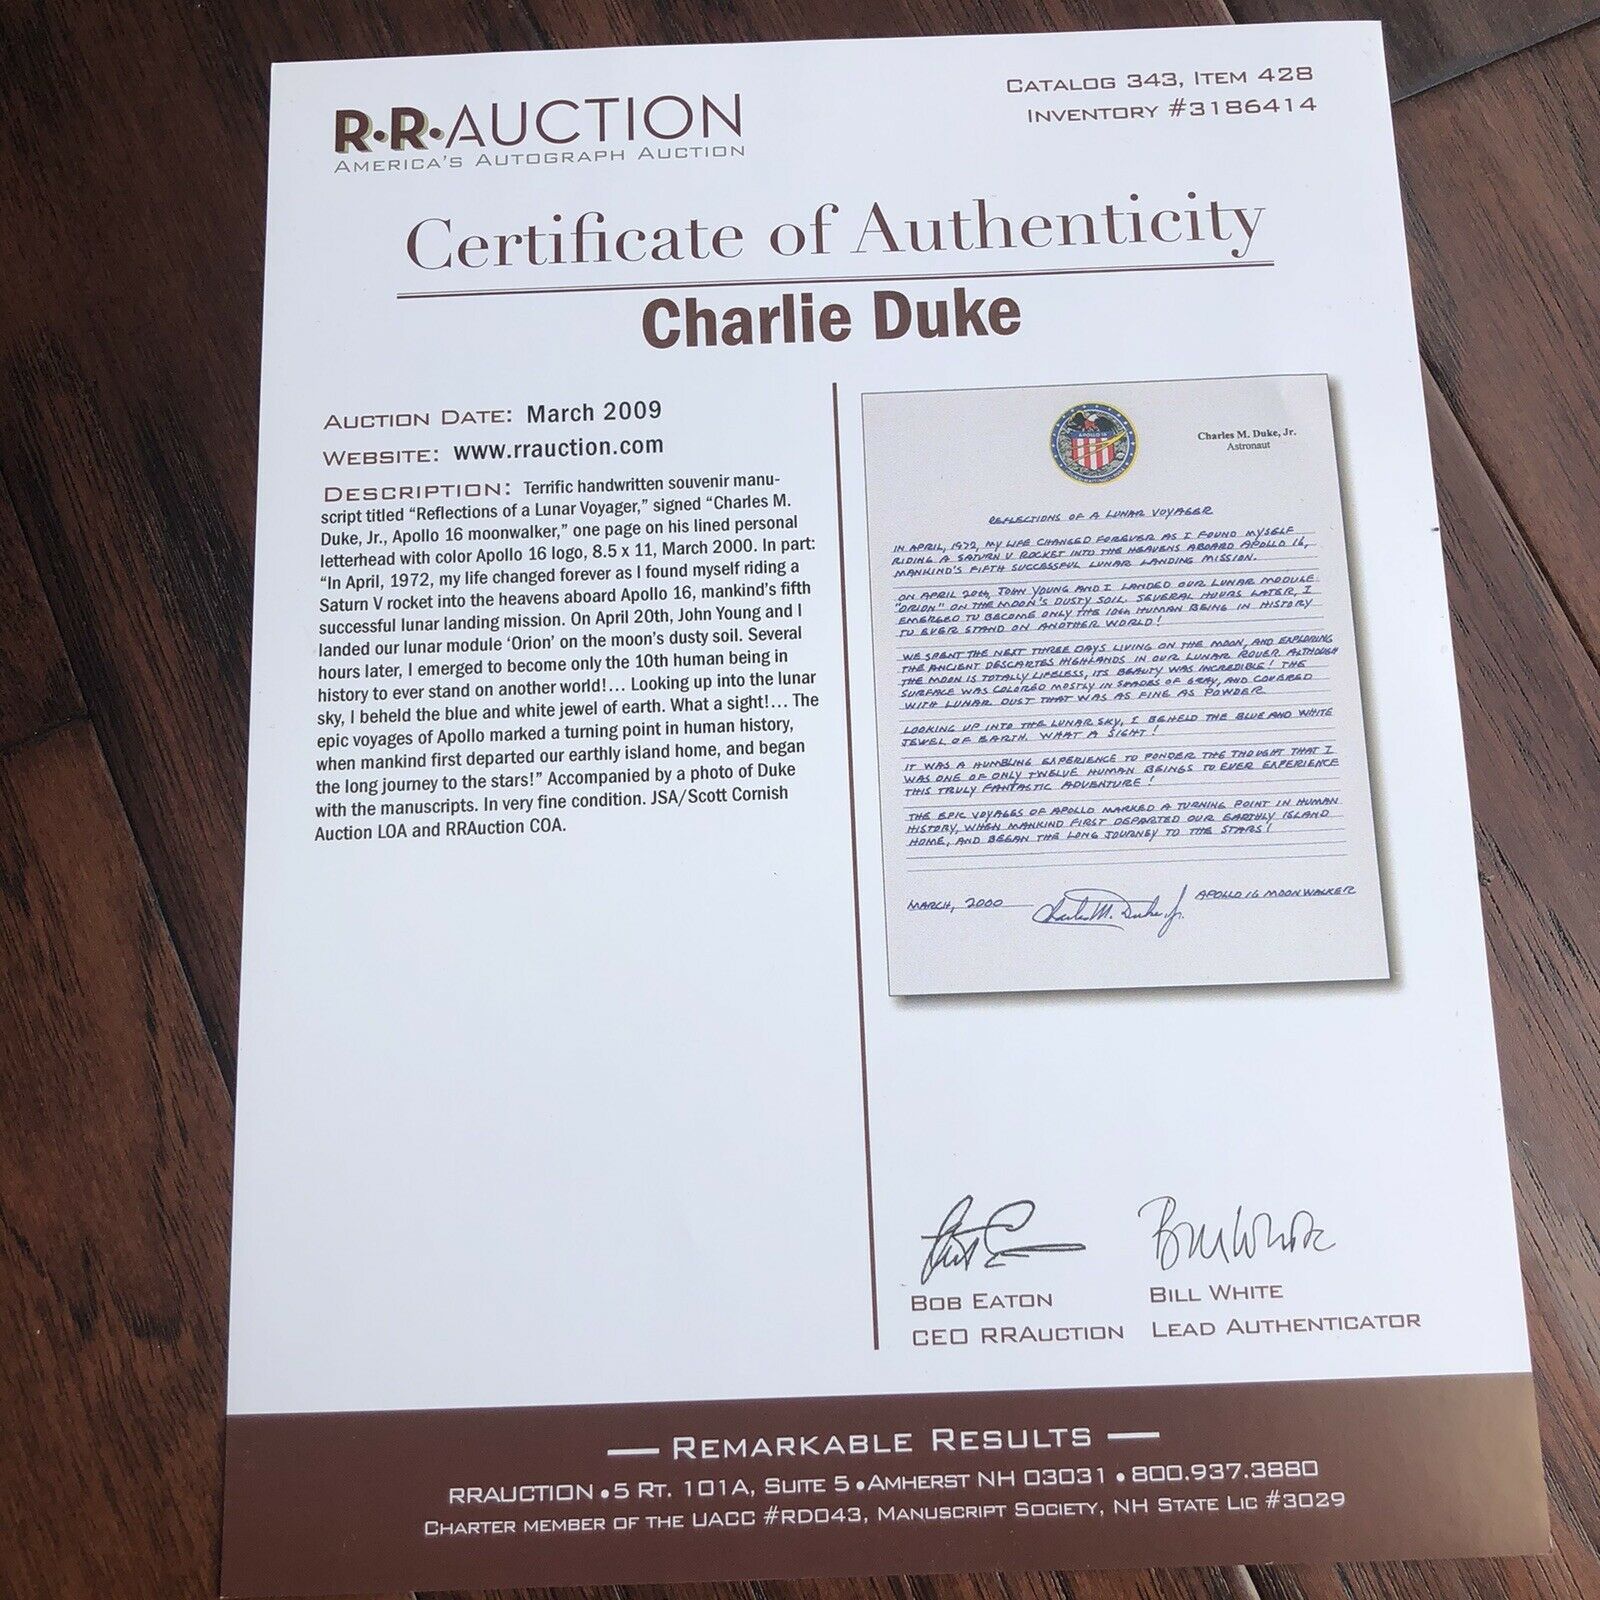 R·R·AUCTION
AMERICA'S AUTOGRAPH AUCTION
CATALOG 343, ITEM 428
INVENTORY #3186414
Certificate of Authenticity
Charlie Duke
AUCTION DATE: March 2009
WEBSITE: www.rrauction.com
DESCRIPTION: Terrific handwritten souvenir manu-
script titled “Reflections of a Lunar Voyager,” signed “Charles M.
Duke, Jr., Apollo 16 moonwalker,” one page on his lined personal
letterhead with color Apollo 16 logo, 8.5 x 11, March 2000. In part:
“In April, 1972, my life changed forever as I found myself riding a
Saturn V rocket into the heavens aboard Apollo 16, mankind’s fifth
successful lunar landing mission. On April 20th, John Young and I
landed our lunar module ‘Orion’ on the moon’s dusty soil. Several
hours later, I emerged to become only the 10th human being in
history to ever stand on another world!… Looking up into the lunar
sky, I beheld the blue and white jewel of earth. What a sight!… The
epic voyages of Apollo marked a turning point in human history,
when mankind first departed our earthly island home, and began
the long journey to the stars!” Accompanied by a photo of Duke
with the manuscripts. In very fine condition. JSA/Scott Cornish
Auction LOA and RRAuction COA.
APOLLO 16
Charles M. Duke, Jr.
Astronaut
REFLECTIONS OF A LUNAR VOYAGER
IN APRIL, 1972, MY LIFE CHANGED FOREVER AS I FOUND MYSELF
RIDING A SATURN V ROCKET INTO THE HEAVENS ABOARD APOLLO 16,
MANKIND'S FIFTH SUCCESSFUL LUNAR LANDING MISSION.
ON APRIL 20th, JOHN YOUNG AND I LANDED OUR LUNAR MODULE
"ORION" ON THE MOON'S DUSTY SOIL. SEVERAL HOURS LATER, I
EMERGED TO BECOME ONLY THE 10th HUMAN BEING IN HISTORY
TO EVER STAND ON ANOTHER WORLD!
WE SPENT THE NEXT THREE DAYS LIVING ON THE MOON, AND EXPLORING
THE ANCIENT DESCARTES HIGHLANDS IN OUR LUNAR ROVER. ALTHOUGH
THE MOON IS TOTALLY LIFELESS, ITS BEAUTY WAS INCREDIBLE! THE
SURFACE WAS COLORED MOSTLY IN SHADES OF GRAY, AND COVERED
WITH LUNAR DUST THAT WAS AS FINE AS POWDER.
LOOKING UP INTO THE LUNAR SKY, I BEHELD THE BLUE AND WHITE
JEWEL OF EARTH. WHAT A SIGHT!
IT WAS A HUMBLING EXPERIENCE TO PONDER THE THOUGHT THAT I
WAS ONE OF ONLY TWELVE HUMAN BEINGS TO EVER EXPERIENCE
THIS TRULY FANTASTIC ADVENTURE!
THE EPIC VOYAGES OF APOLLO MARKED A TURNING POINT IN HUMAN
HISTORY, WHEN MANKIND FIRST DEPARTED OUR EARTHLY ISLAND
HOME, AND BEGAN THE LONG JOURNEY TO THE STARS!
MARCH, 2000 Charles M. Duke, Jr. APOLLO 16 MOONWALKER
Bill White
BOB EATON
CEO RRAUCTION
BILL WHITE
LEAD AUTHENTICATOR
— REMARKABLE RESULTS —
RRAUCTION • 5 RT. 101A, SUITE 5 • AMHERST NH 03031 • 800.937.3880
CHARTER MEMBER OF THE UACC #RD043, MANUSCRIPT SOCIETY, NH STATE LIC #3029